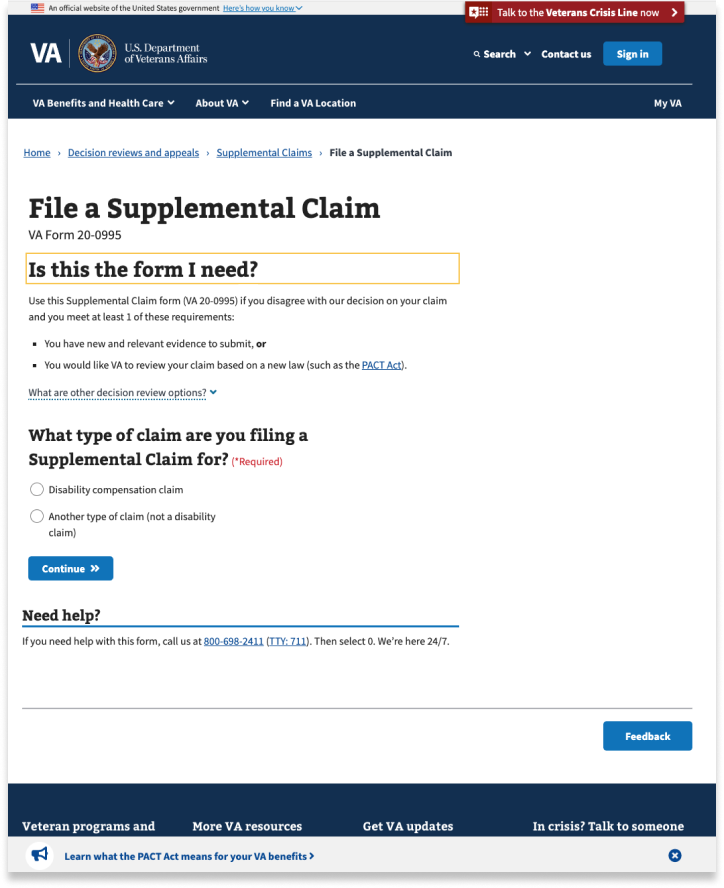 An official website of the United States government Here's how you know
Talk to the Veterans Crisis Line now
VA
U.S. Department
of Veterans Affairs
Search
Contact us
Sign in
VA Benefits and Health Care
About VA
Find a VA Location
My VA
Home › Decision reviews and appeals › Supplemental Claims › File a Supplemental Claim
File a Supplemental Claim
VA Form 20-0995
Is this the form I need?
Use this Supplemental Claim form (VA 20-0995) if you disagree with our decision on your claim
and you meet at least 1 of these requirements:
▪ You have new and relevant evidence to submit, or
▪ You would like VA to review your claim based on a new law (such as the PACT Act).
What are other decision review options?
What type of claim are you filing a
Supplemental Claim for? (*Required)
Disability compensation claim
Another type of claim (not a disability
claim)
Continue »
Need help?
If you need help with this form, call us at 800-698-2411 (TTY: 711). Then select 0. We're here 24/7.
Feedback
Veteran programs and
More VA resources
Get VA updates
In crisis? Talk to someone
Learn what the PACT Act means for your VA benefits ›